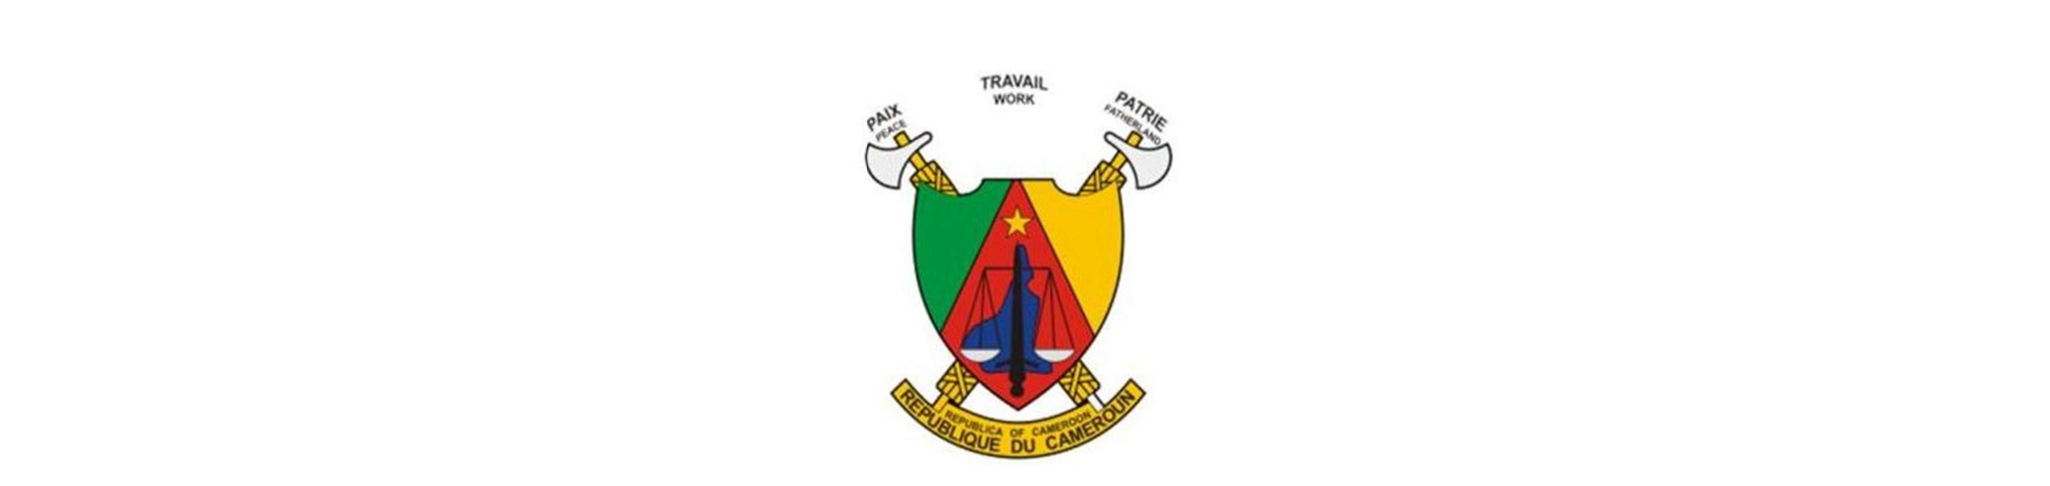 TRAVAIL
WORK
PAIX
PEACE
PATRIE
FATHERLAND
REPUBLICA OF CAMEROON
REPUBLIQUE DU CAMEROUN